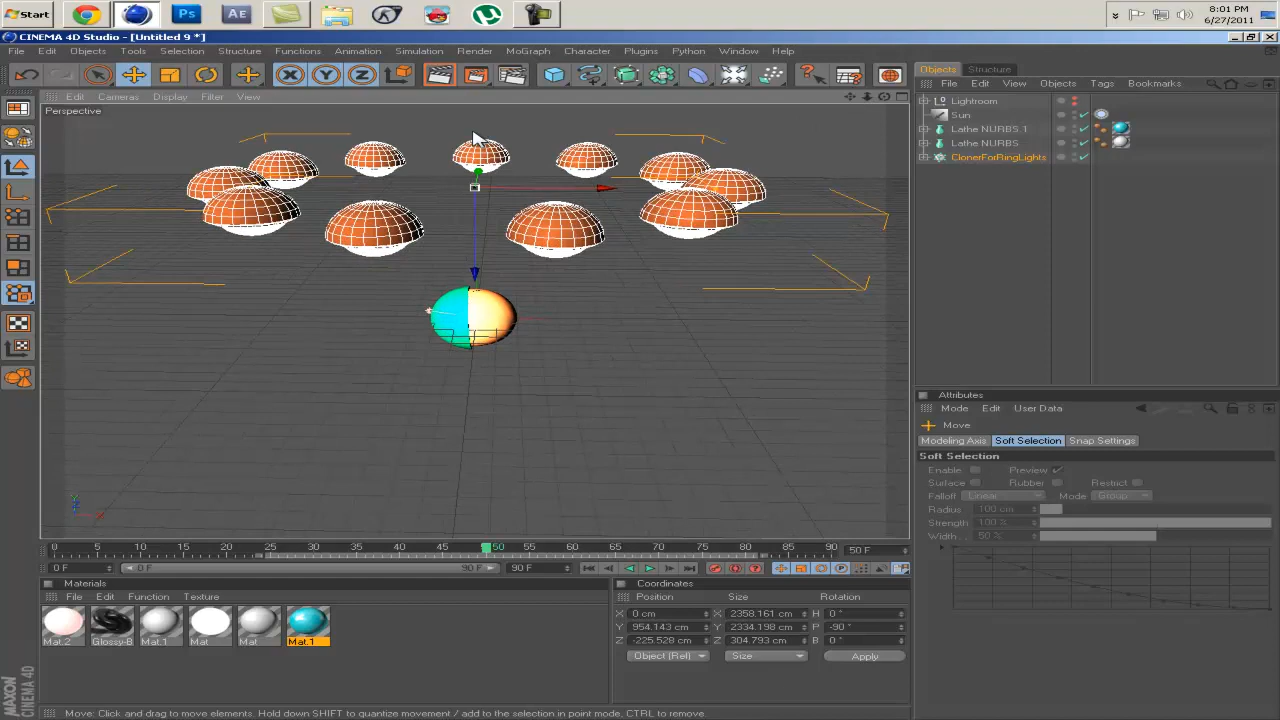 Start
Ps
Ae
8:01 PM
6/27/2011
CINEMA 4D Studio - [Untitled 9 *]
File Edit Objects Tools Selection Structure Functions Animation Simulation Render MoGraph Character Plugins Python Window Help
Objects Structure
Edit Cameras Display Filter View
File Edit View Objects Tags Bookmarks
Perspective
Lightroom
Sun
Lathe NURBS.1
Lathe NURBS
ClonerForRingLights
Attributes
Mode Edit User Data
Move
Modeling Axis Soft Selection Snap Settings
Soft Selection
Enable Preview
Surface Rubber Restrict
Falloff Linear Mode Group
Radius 100 cm
Strength 100 %
Width . . 50 %
0 5 10 15 20 25 30 35 40 45 50 55 60 65 70 75 80 85 90 50 F
0 F 0 F 90 F 90 F
Materials
File Edit Function Texture
Mat.2 Glossy-B Mat.1 Mat Mat Mat.1
Coordinates
Position Size Rotation
X 0 cm X 2358.161 cm H 0 °
Y 954.143 cm Y 2334.198 cm P -90 °
Z -225.528 cm Z 304.793 cm B 0 °
Object (Rel) Size Apply
MAXON CINEMA 4D
Move: Click and drag to move elements. Hold down SHIFT to quantize movement / add to the selection in point mode, CTRL to remove.